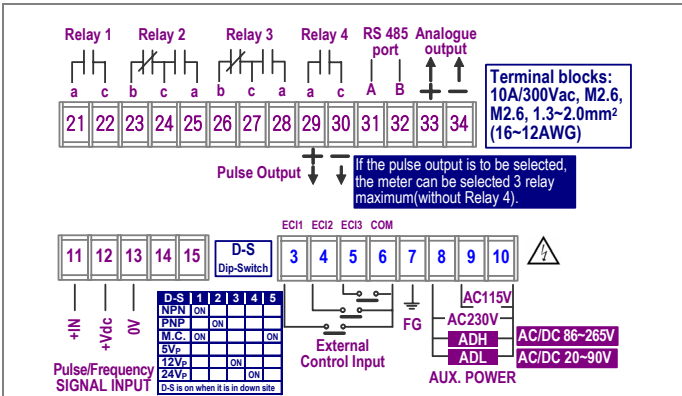 Relay 1 Relay 2 Relay 3 Relay 4 RS 485 port Analogue output
a c b c a b c a a c A B + −
21 22 23 24 25 26 27 28 29 30 31 32 33 34
Terminal blocks:
10A/300Vac, M2.6,
M2.6, 1.3~2.0mm²
(16~12AWG)
Pulse Output + −
If the pulse output is to be selected,
the meter can be selected 3 relay
maximum(without Relay 4).
ECI1 ECI2 ECI3 COM
11 12 13 14 15
D-S
Dip-Switch
3 4 5 6 7 8 9 10
+IN +Vdc 0V
Pulse/Frequency
SIGNAL INPUT
D-S 1 2 3 4 5
NPN ON
PNP ON
M.C. ON ON
5VP
12VP ON
24VP ON
D-S is on when it is in down site
External
Control Input
FG
AC115V
AC230V
ADH AC/DC 86~265V
ADL AC/DC 20~90V
AUX. POWER